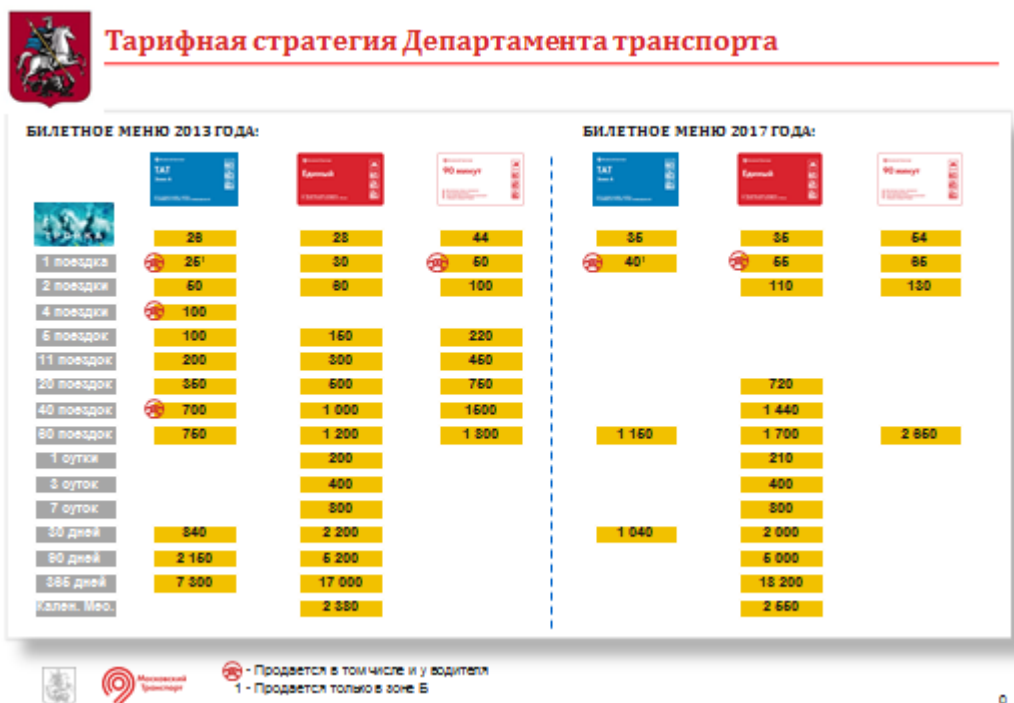 Тарифная стратегия Департамента транспорта
БИЛЕТНОЕ МЕНЮ 2013 ГОДА: БИЛЕТНОЕ МЕНЮ 2017 ГОДА:
ТАТ Единый 90 минут ТАТ Единый 90 минут
ТРОЙКА 26 28 44 35 35 54
1 поездка 25¹ 30 50 40¹ 55 65
2 поездки 50 60 100 110 130
4 поездки 100
5 поездок 100 150 220
11 поездок 200 300 450
20 поездок 350 500 750 720
40 поездок 700 1 000 1500 1 440
60 поездок 750 1 200 1 800 1 150 1 700 2 650
1 сутки 200 210
3 суток 400 400
7 суток 800 800
30 дней 840 2 200 1 040 2 000
90 дней 2 150 5 200 5 000
365 дней 7 300 17 000 18 200
Кален. Мес. 2 380 2 550
Московский Транспорт
- Продается в том числе и у водителя
1 - Продается только в зоне Б